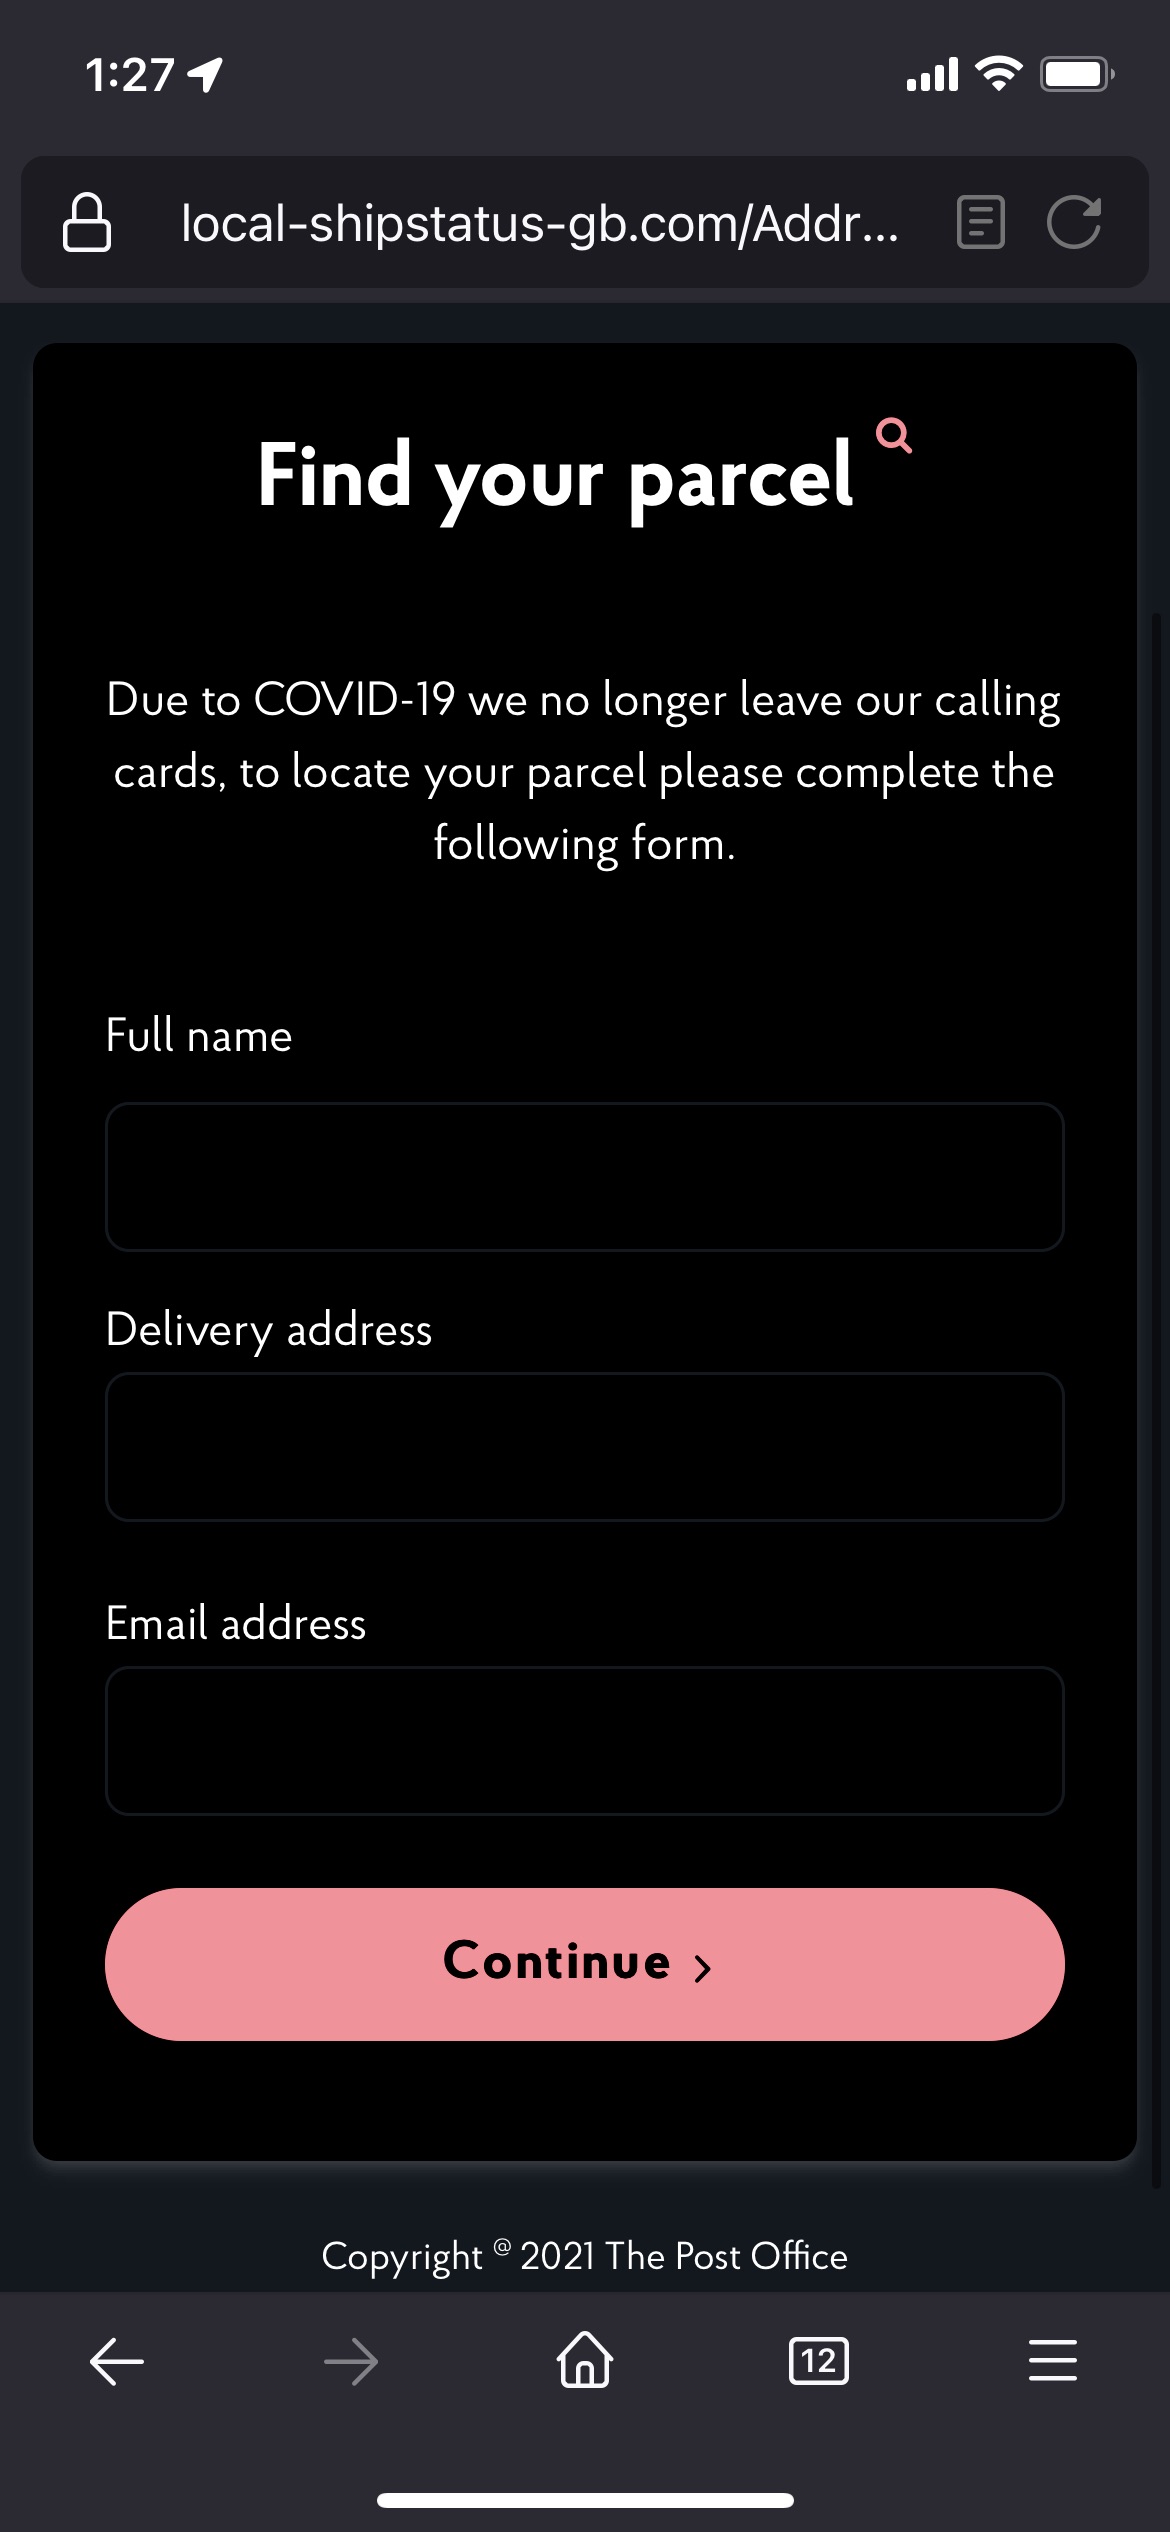 1:27
local-shipstatus-gb.com/Addr...
Find your parcel
Due to COVID-19 we no longer leave our calling
cards, to locate your parcel please complete the
following form.
Full name
Delivery address
Email address
Continue >
Copyright @ 2021 The Post Office
12